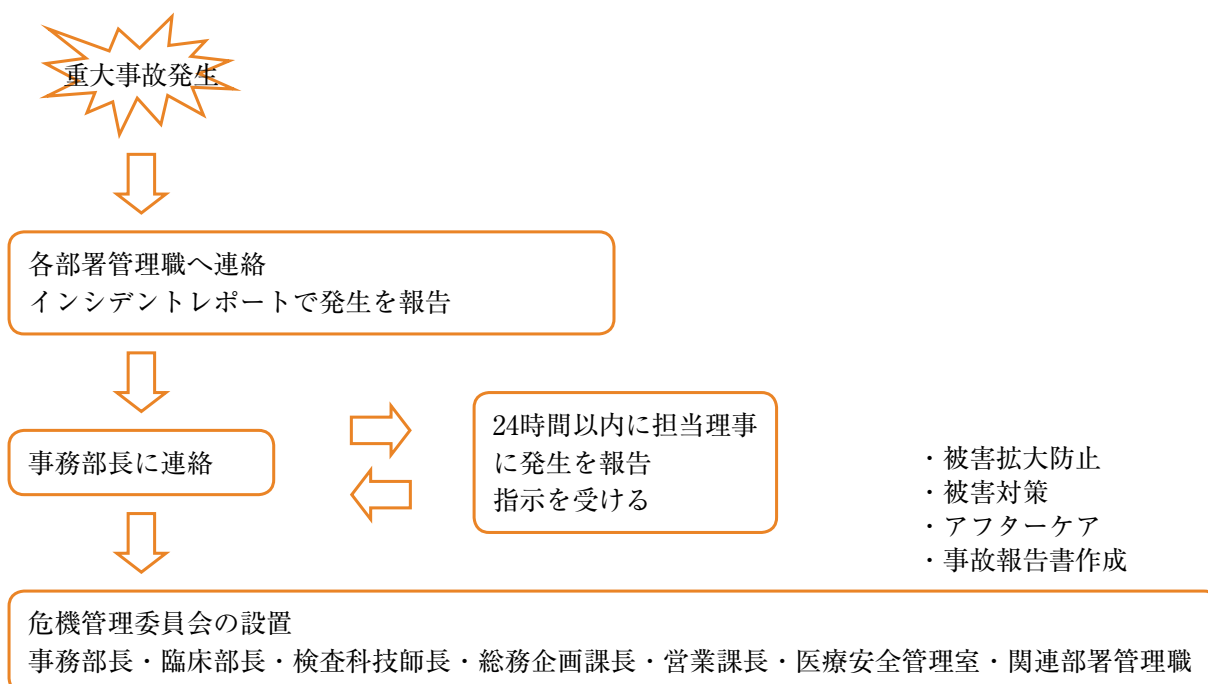 重大事故発生
各部署管理職へ連絡
インシデントレポートで発生を報告
事務部長に連絡
24時間以内に担当理事
に発生を報告
指示を受ける
・被害拡大防止
・被害対策
・アフターケア
・事故報告書作成
危機管理委員会の設置
事務部長・臨床部長・検査科技師長・総務企画課長・営業課長・医療安全管理室・関連部署管理職